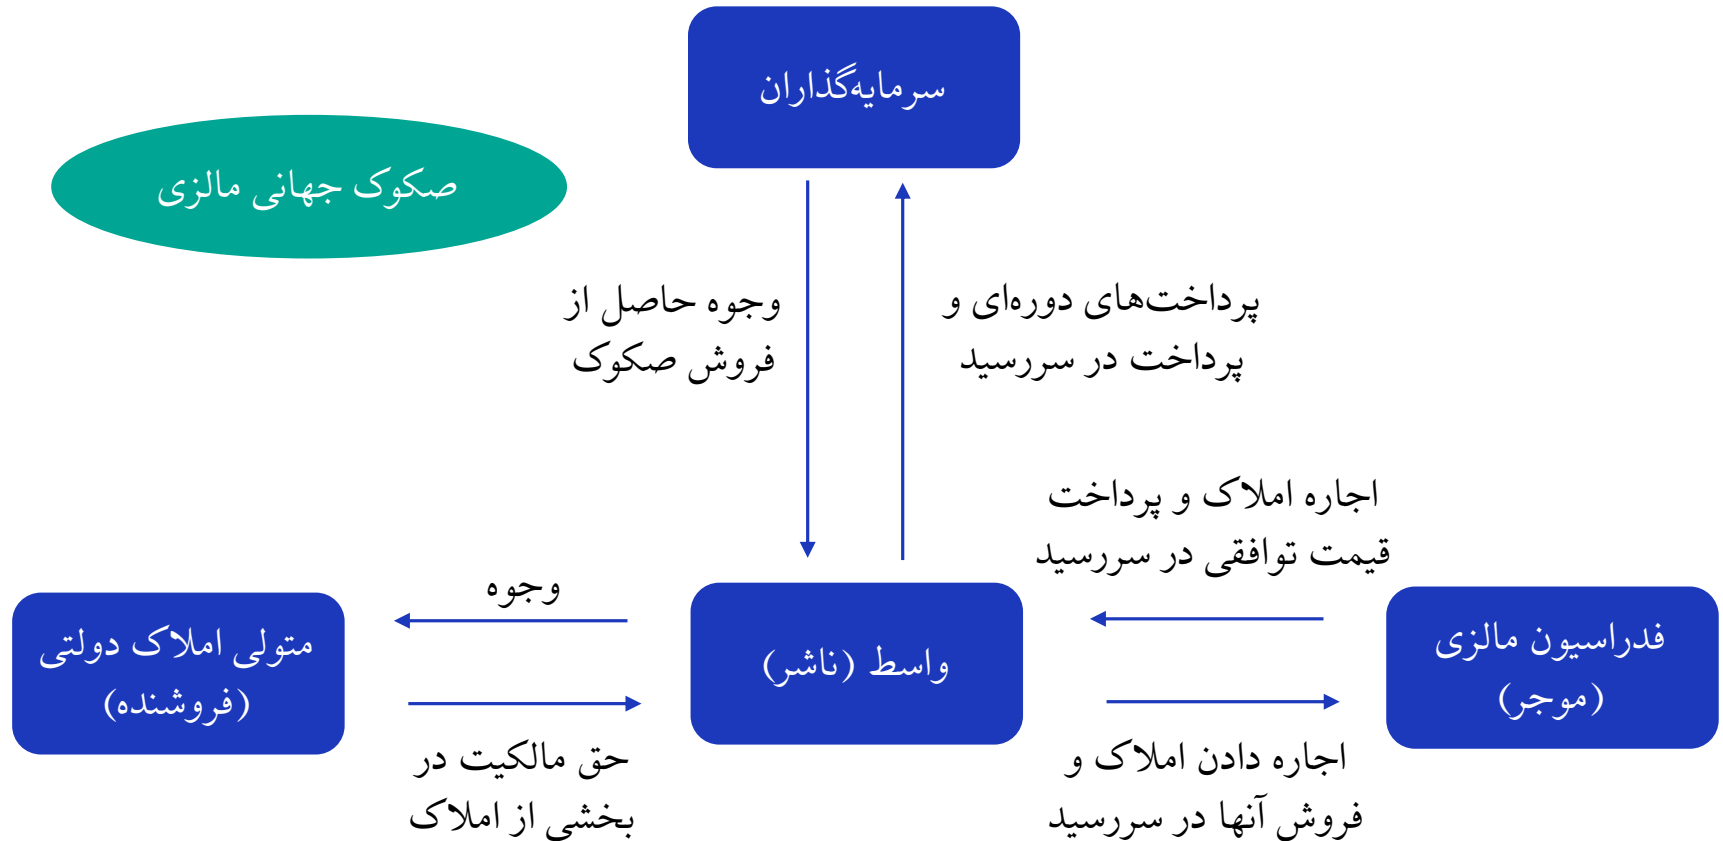 سرمایه‌گذاران
صکوک جهانی مالزی
پرداخت‌های دوره‌ای و
پرداخت در سررسید
وجوه حاصل از
فروش صکوک
اجاره املاک و پرداخت
قیمت توافقی در سررسید
فدراسیون مالزی
(موجر)
اجاره دادن املاک و
فروش آنها در سررسید
واسط (ناشر)
وجوه
متولی املاک دولتی
(فروشنده)
حق مالکیت در
بخشی از املاک